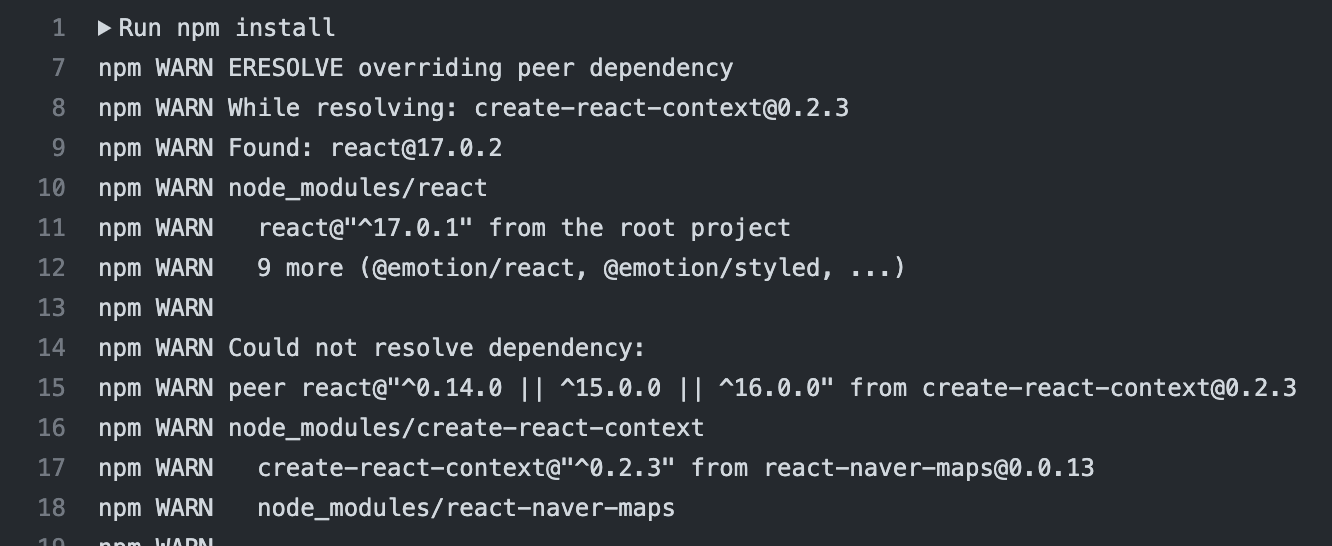 1 ▶ Run npm install
7 npm WARN ERESOLVE overriding peer dependency
8 npm WARN While resolving: create-react-context@0.2.3
9 npm WARN Found: react@17.0.2
10 npm WARN node_modules/react
11 npm WARN   react@"^17.0.1" from the root project
12 npm WARN   9 more (@emotion/react, @emotion/styled, ...)
13 npm WARN
14 npm WARN Could not resolve dependency:
15 npm WARN peer react@"^0.14.0 || ^15.0.0 || ^16.0.0" from create-react-context@0.2.3
16 npm WARN node_modules/create-react-context
17 npm WARN   create-react-context@"^0.2.3" from react-naver-maps@0.0.13
18 npm WARN   node_modules/react-naver-maps
19 npm WARN